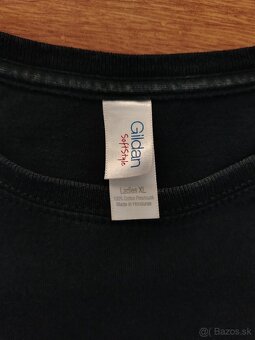 Gildan
SoftStyle
Ladies XL
100% Cotton Preshrunk
Made in Honduras
© Bazos.sk